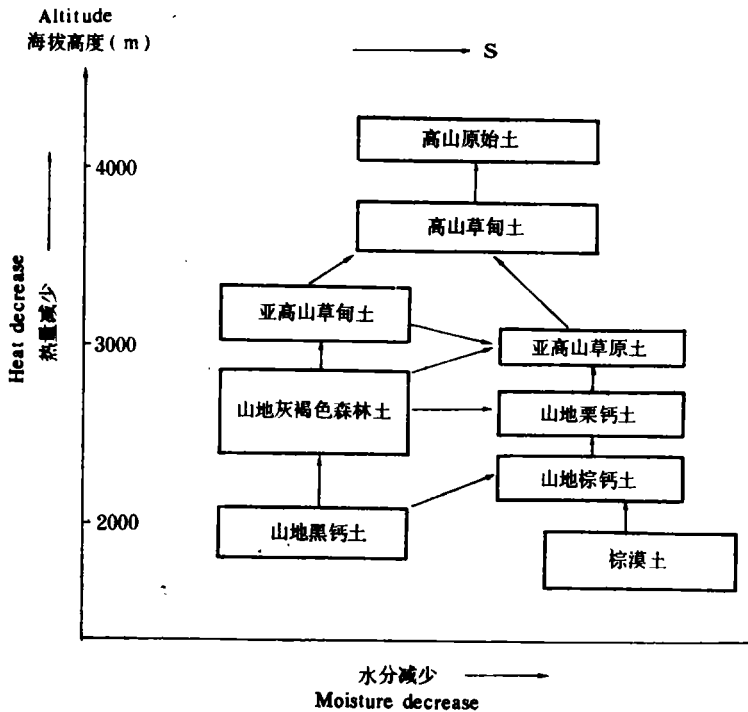 Altitude
海拔高度(m)
S
高山原始土
4000
高山草甸土
亚高山草甸土
3000
亚高山草原土
山地灰褐色森林土
山地栗钙土
山地棕钙土
2000
山地黑钙土
棕漠土
Heat decrease
热量减少
水分减少
Moisture decrease